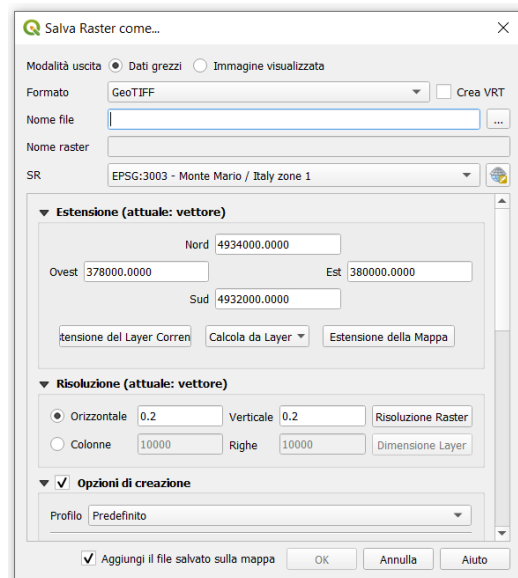 Salva Raster come...
Modalità uscita Dati grezzi Immagine visualizzata
Formato GeoTIFF Crea VRT
Nome file ...
Nome raster
SR EPSG:3003 - Monte Mario / Italy zone 1
Estensione (attuale: vettore)
Nord 4934000.0000
Ovest 378000.0000 Est 380000.0000
Sud 4932000.0000
tensione del Layer Corren Calcola da Layer Estensione della Mappa
Risoluzione (attuale: vettore)
Orizzontale 0.2 Verticale 0.2 Risoluzione Raster
Colonne 10000 Righe 10000 Dimensione Layer
Opzioni di creazione
Profilo Predefinito
Aggiungi il file salvato sulla mappa OK Annulla Aiuto